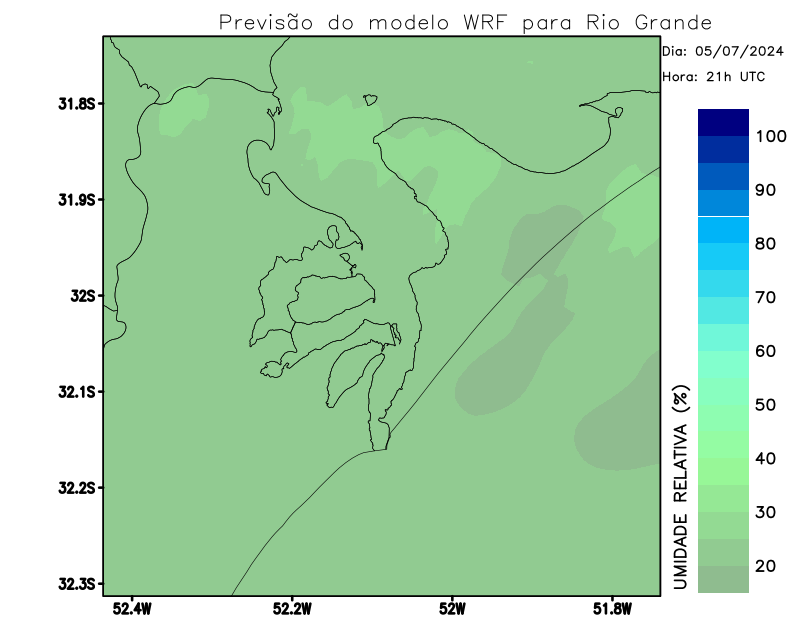 Previsão do modelo WRF para Rio Grande
Dia: 05/07/2024
Hora: 21h UTC
31.8S
31.9S
32S
32.1S
32.2S
32.3S
52.4W
52.2W
52W
51.8W
UMIDADE RELATIVA (%)
100
90
80
70
60
50
40
30
20